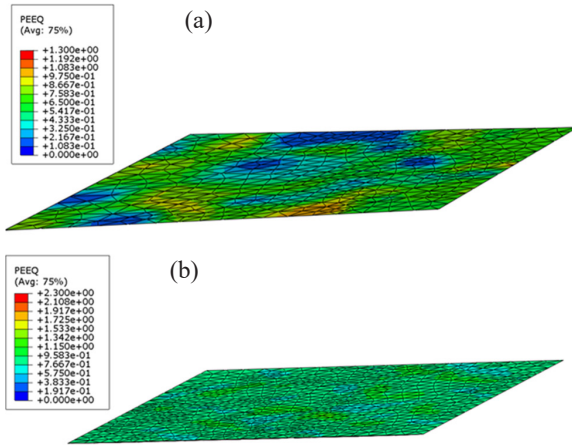 (a)
PEEQ
(Avg: 75%)
+1.300e+00
+1.192e+00
+1.083e+00
+9.750e-01
+8.667e-01
+7.583e-01
+6.500e-01
+5.417e-01
+4.333e-01
+3.250e-01
+2.167e-01
+1.083e-01
+0.000e+00
(b)
PEEQ
(Avg: 75%)
+2.300e+00
+2.108e+00
+1.917e+00
+1.725e+00
+1.533e+00
+1.342e+00
+1.150e+00
+9.583e-01
+7.667e-01
+5.750e-01
+3.833e-01
+1.917e-01
+0.000e+00